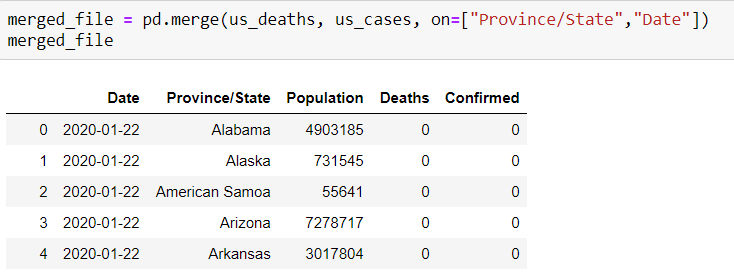 merged_file = pd.merge(us_deaths, us_cases, on=["Province/State","Date"])
merged_file
Date Province/State Population Deaths Confirmed
0 2020-01-22 Alabama 4903185 0 0
1 2020-01-22 Alaska 731545 0 0
2 2020-01-22 American Samoa 55641 0 0
3 2020-01-22 Arizona 7278717 0 0
4 2020-01-22 Arkansas 3017804 0 0